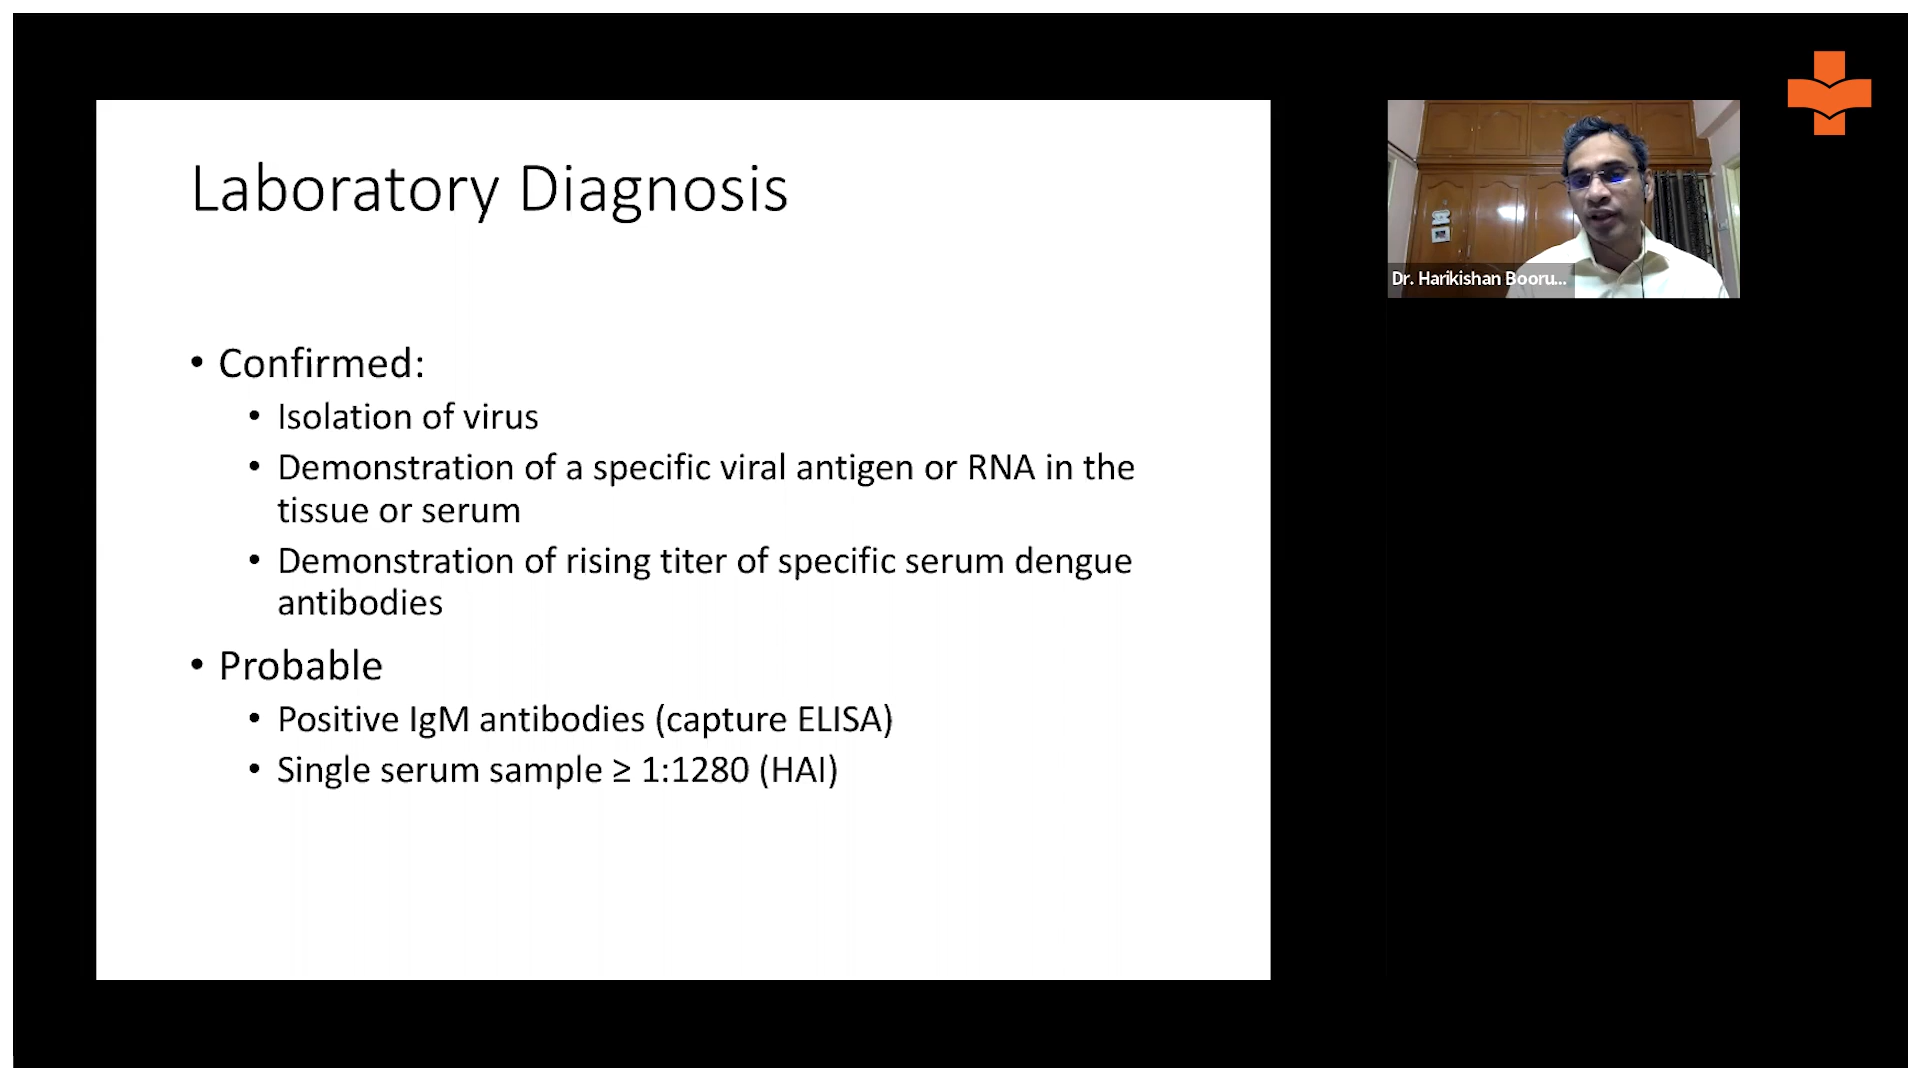 Laboratory Diagnosis
• Confirmed:
• Isolation of virus
• Demonstration of a specific viral antigen or RNA in the
tissue or serum
• Demonstration of rising titer of specific serum dengue
antibodies
• Probable
• Positive IgM antibodies (capture ELISA)
• Single serum sample ≥ 1:1280 (HAI)
Dr. Harikishan Booru...